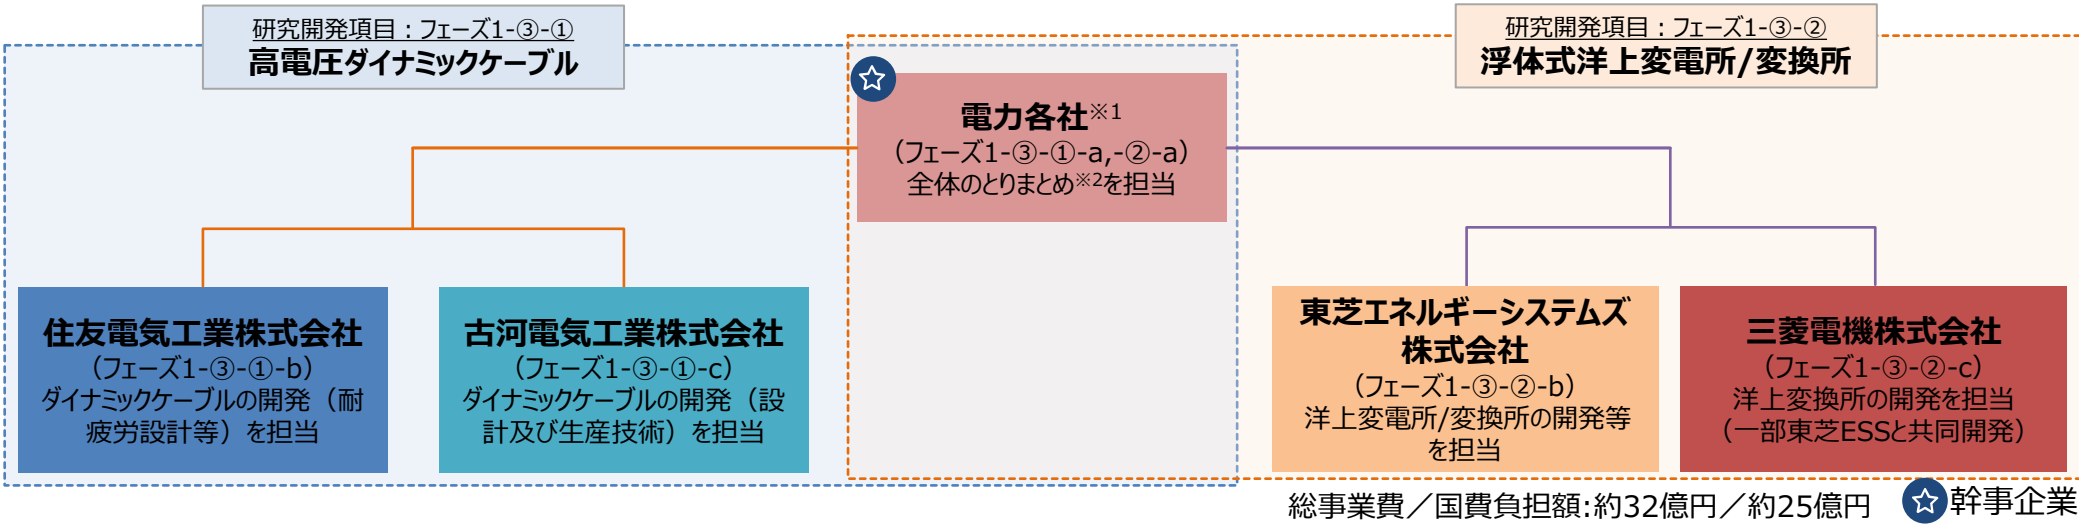 研究開発項目：フェーズ1-③-①
高電圧ダイナミックケーブル
研究開発項目：フェーズ1-③-②
浮体式洋上変電所/変換所
電力各社※1
（フェーズ1-③-①-a,-②-a）
全体のとりまとめ※2を担当
住友電気工業株式会社
（フェーズ1-③-①-b）
ダイナミックケーブルの開発（耐
疲労設計等）を担当
古河電気工業株式会社
（フェーズ1-③-①-c）
ダイナミックケーブルの開発（設
計及び生産技術）を担当
東芝エネルギーシステムズ
株式会社
（フェーズ1-③-②-b）
洋上変電所/変換所の開発等
を担当
三菱電機株式会社
（フェーズ1-③-②-c）
洋上変換所の開発を担当
（一部東芝ESSと共同開発）
総事業費／国費負担額:約32億円／約25億円
幹事企業